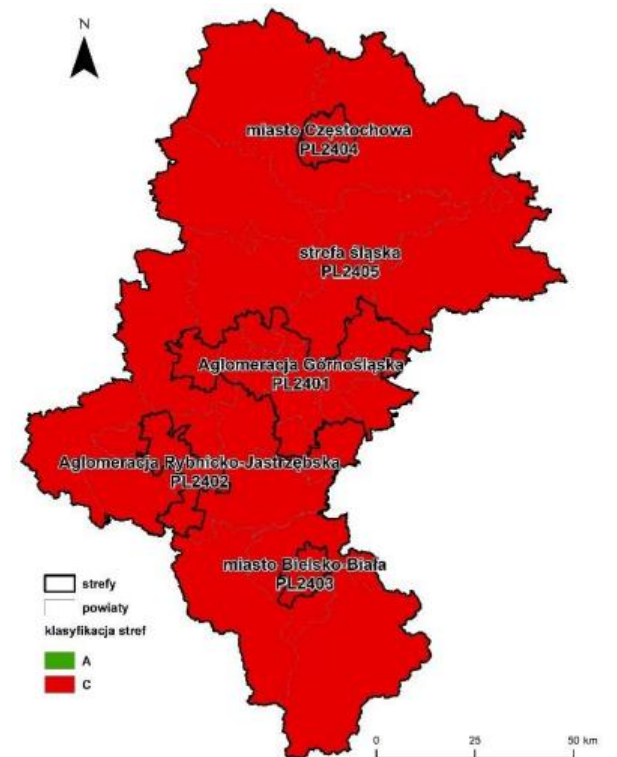 N
miasto Częstochowa
PL2404
strefa śląska
PL2405
Aglomeracja Górnośląska
PL2401
Aglomeracja Rybnicko-Jastrzębska
PL2402
miasto Bielsko-Biała
PL2403
strefy
powiaty
klasyfikacja stref
A
C
0 25 50 km